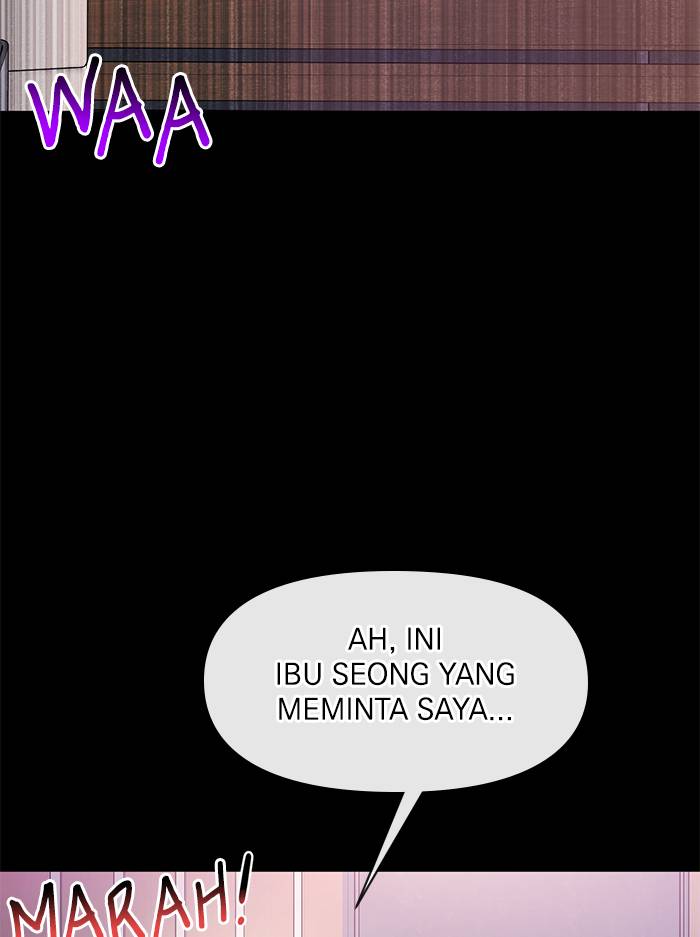 WAA
AH, INI
IBU SEONG YANG
MEMINTA SAYA...
MARAH!